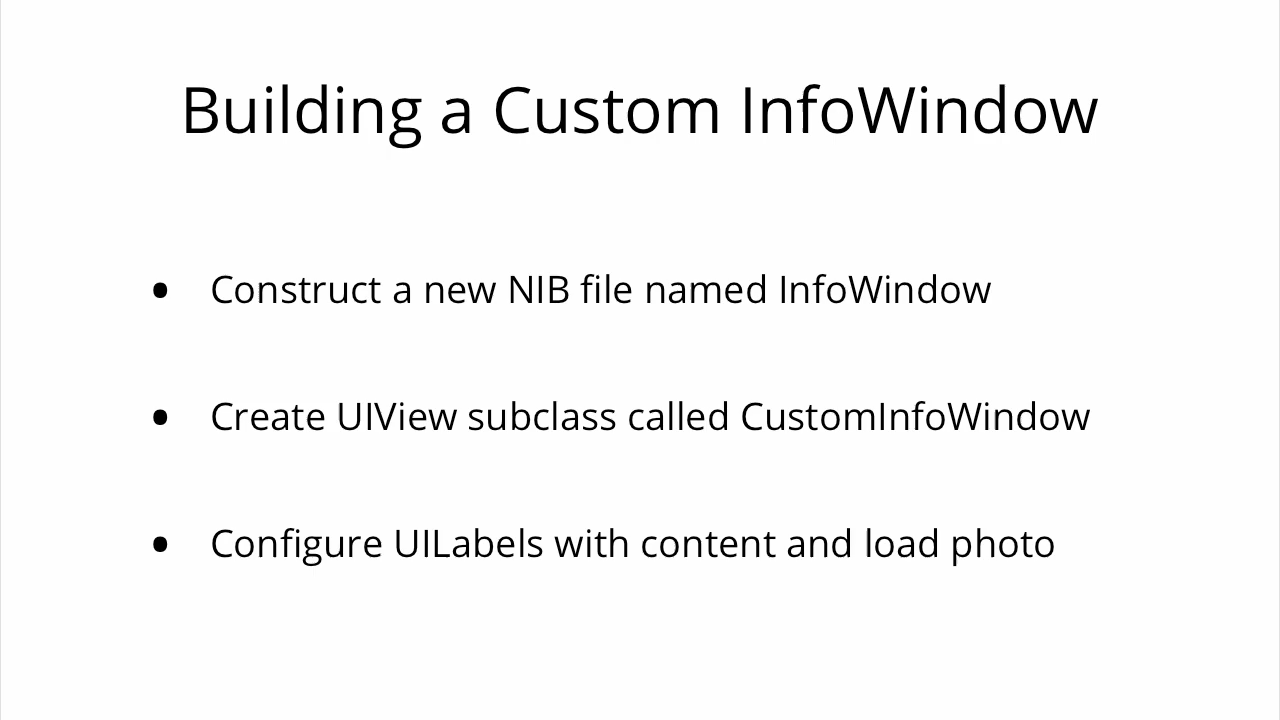 Building a Custom InfoWindow
• Construct a new NIB file named InfoWindow
• Create UIView subclass called CustomInfoWindow
• Configure UILabels with content and load photo